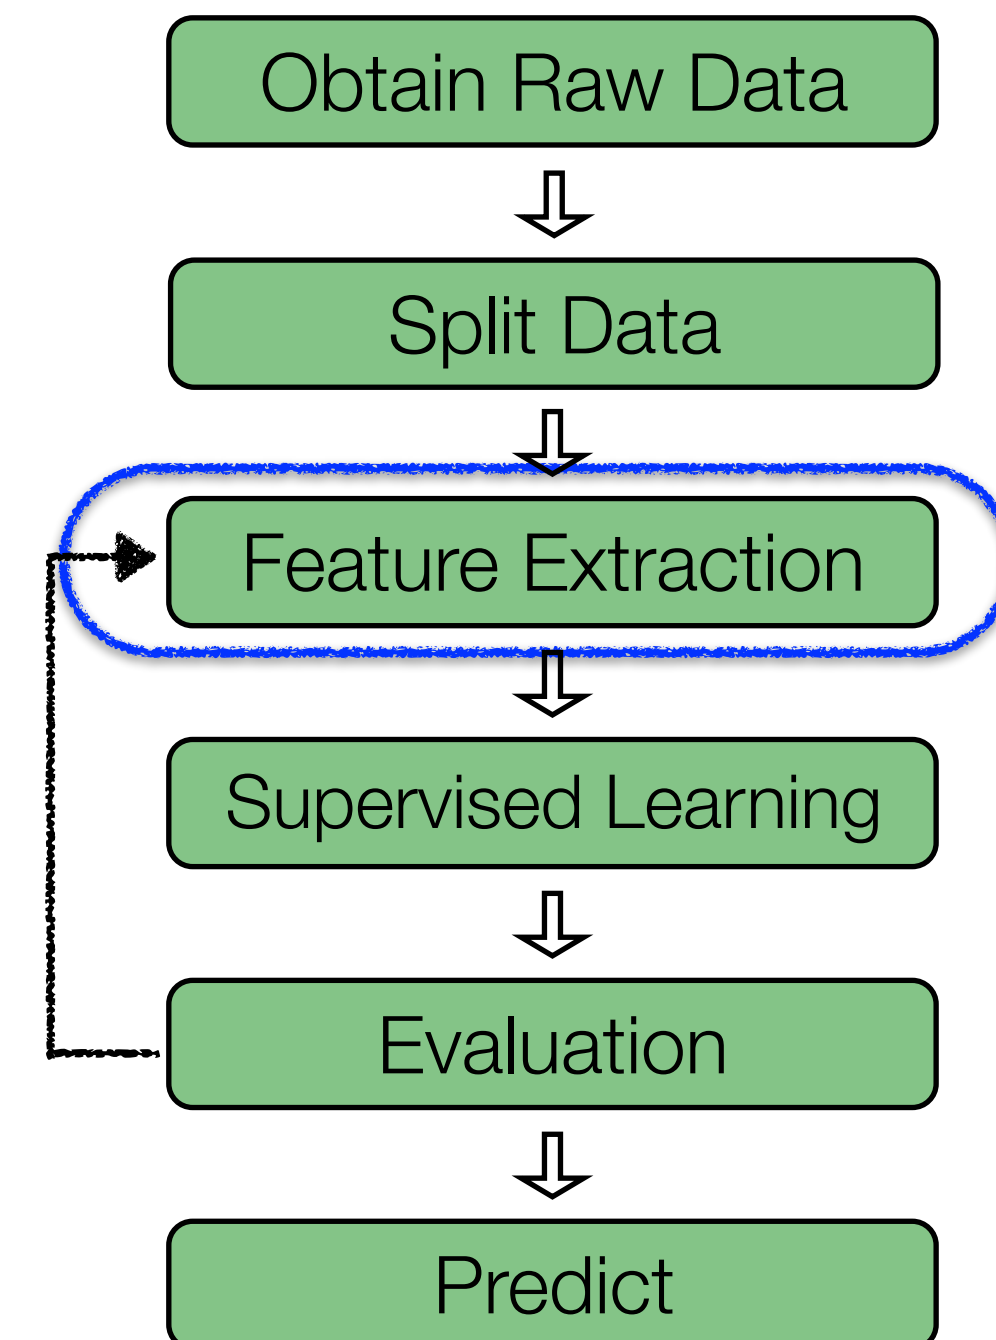 Obtain Raw Data
Split Data
Feature Extraction
Supervised Learning
Evaluation
Predict